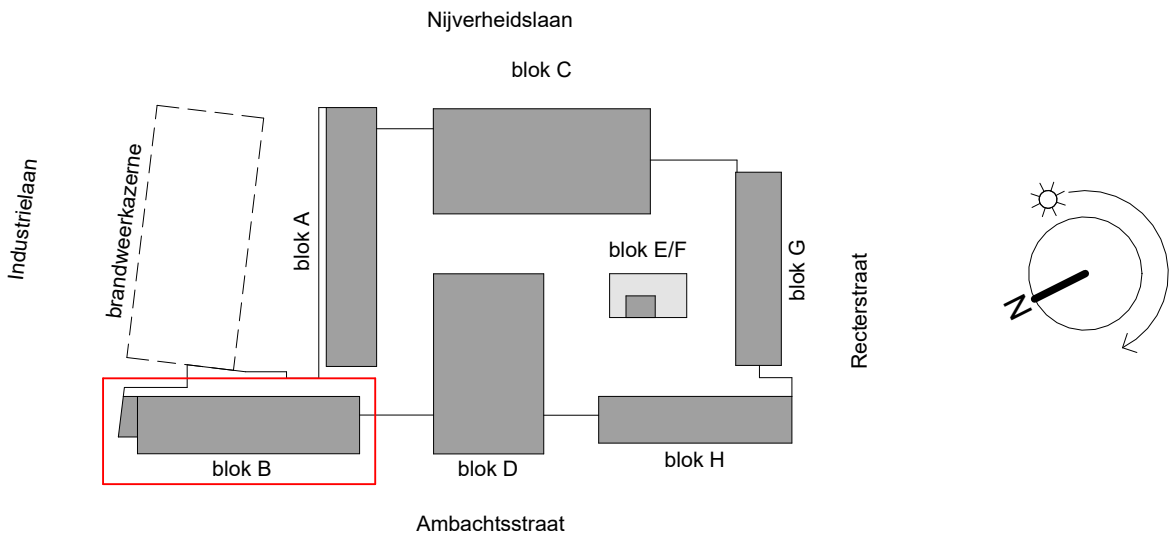 Nijverheidslaan
blok C
Industrielaan
brandweerkazerne
blok A
blok E/F
blok G
Recterstraat
N
blok B
blok D
blok H
Ambachtsstraat